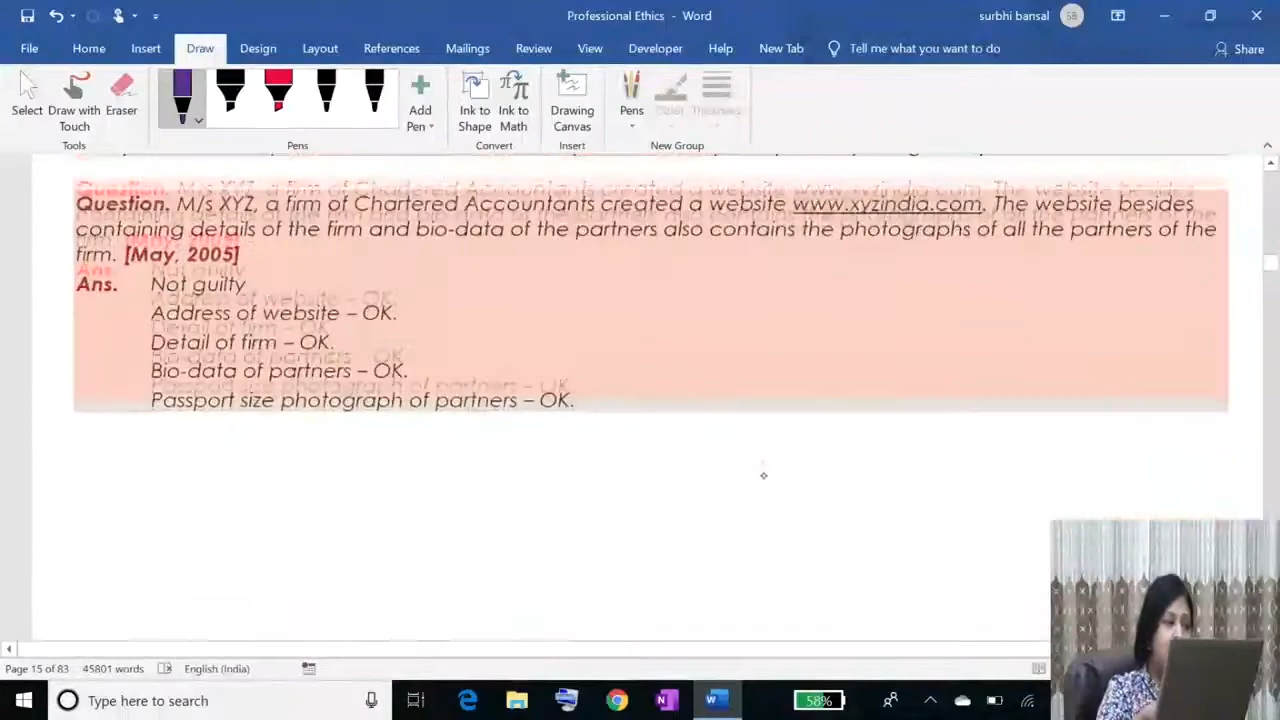 Professional Ethics - Word
surbhi bansal
SB
File Home Insert Draw Design Layout References Mailings Review View Developer Help New Tab Tell me what you want to do Share
Select Draw with Touch Eraser
Add Pen
Ink to Shape Ink to Math
Drawing Canvas
Pens Color Thickness
Tools Pens Convert Insert New Group
Question. M/s XYZ, a firm of Chartered Accountants created a website www.xyzindia.com. The website besides
containing details of the firm and bio-data of the partners also contains the photographs of all the partners of the
firm. [May, 2005]
Ans. Not guilty
Address of website – OK.
Detail of firm – OK.
Bio-data of partners – OK.
Passport size photograph of partners – OK.
Page 15 of 83 45801 words English (India)
Type here to search
58%